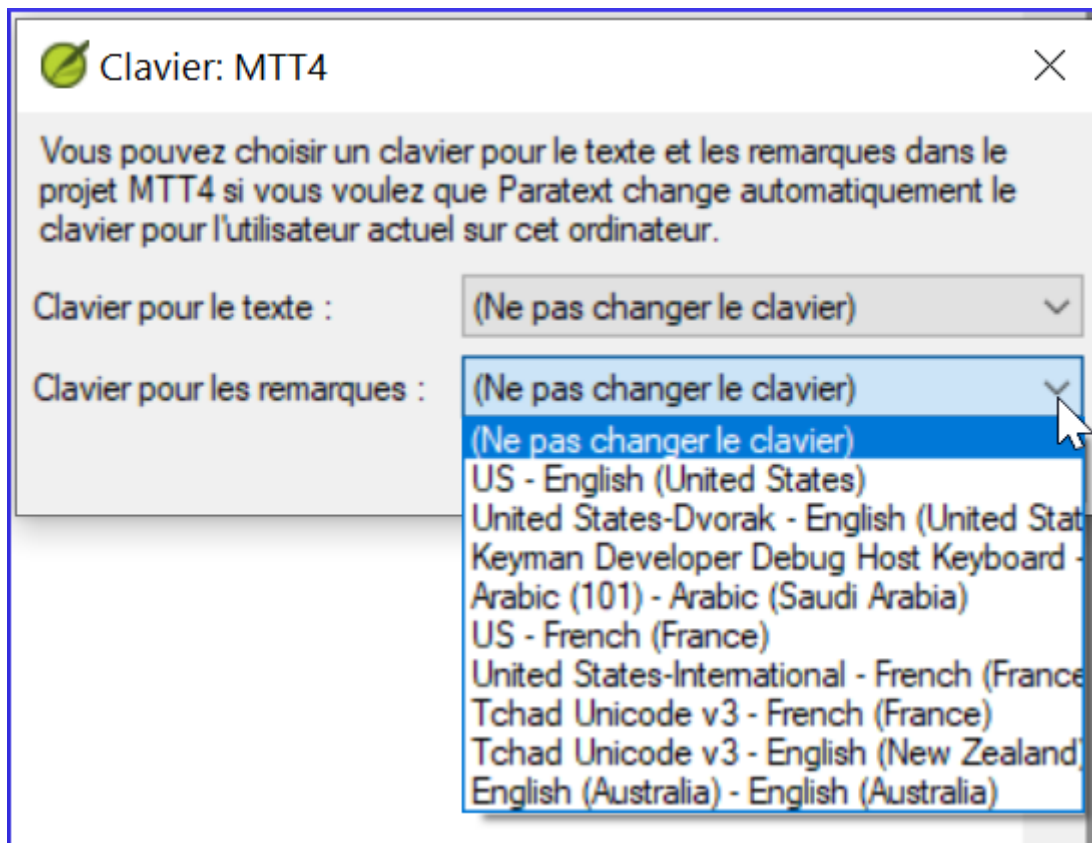 Clavier: MTT4
Vous pouvez choisir un clavier pour le texte et les remarques dans le
projet MTT4 si vous voulez que Paratext change automatiquement le
clavier pour l'utilisateur actuel sur cet ordinateur.
Clavier pour le texte : (Ne pas changer le clavier)
Clavier pour les remarques : (Ne pas changer le clavier)
(Ne pas changer le clavier)
US - English (United States)
United States-Dvorak - English (United Stat
Keyman Developer Debug Host Keyboard -
Arabic (101) - Arabic (Saudi Arabia)
US - French (France)
United States-International - French (France
Tchad Unicode v3 - French (France)
Tchad Unicode v3 - English (New Zealand)
English (Australia) - English (Australia)